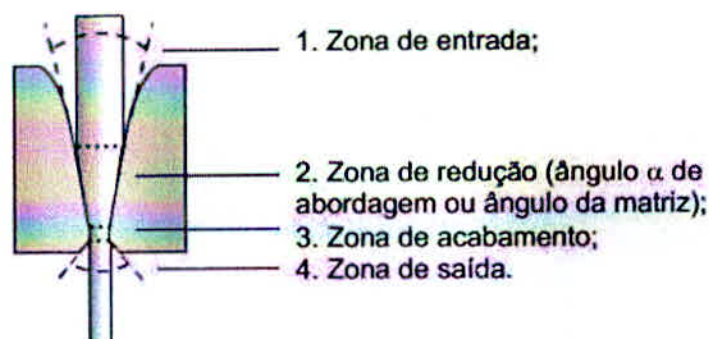 1. Zona de entrada;
2. Zona de redução (ângulo α de
abordagem ou ângulo da matriz);
3. Zona de acabamento;
4. Zona de saída.